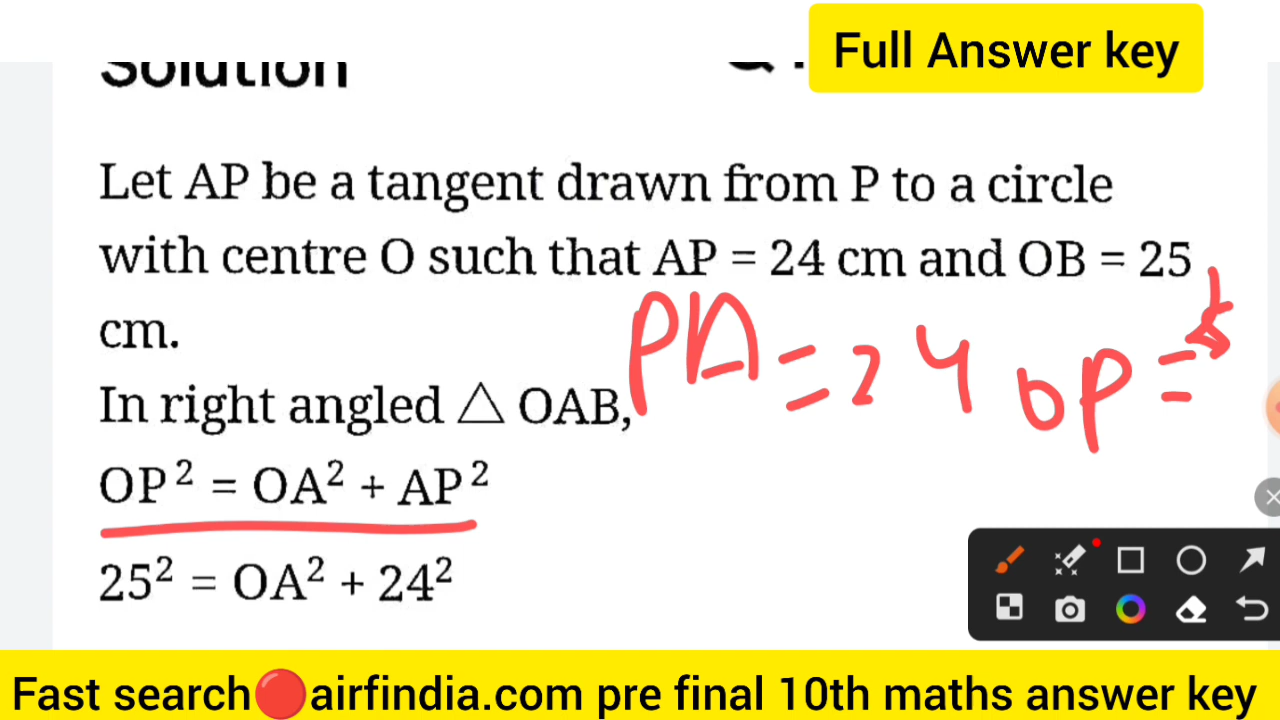 Full Answer key
Solution
Let AP be a tangent drawn from P to a circle
with centre O such that AP = 24 cm and OB = 25
cm.
PA = 24 OP =
In right angled △ OAB,
OP² = OA² + AP²
25² = OA² + 24²
Fast search🔴airfindia.com pre final 10th maths answer key